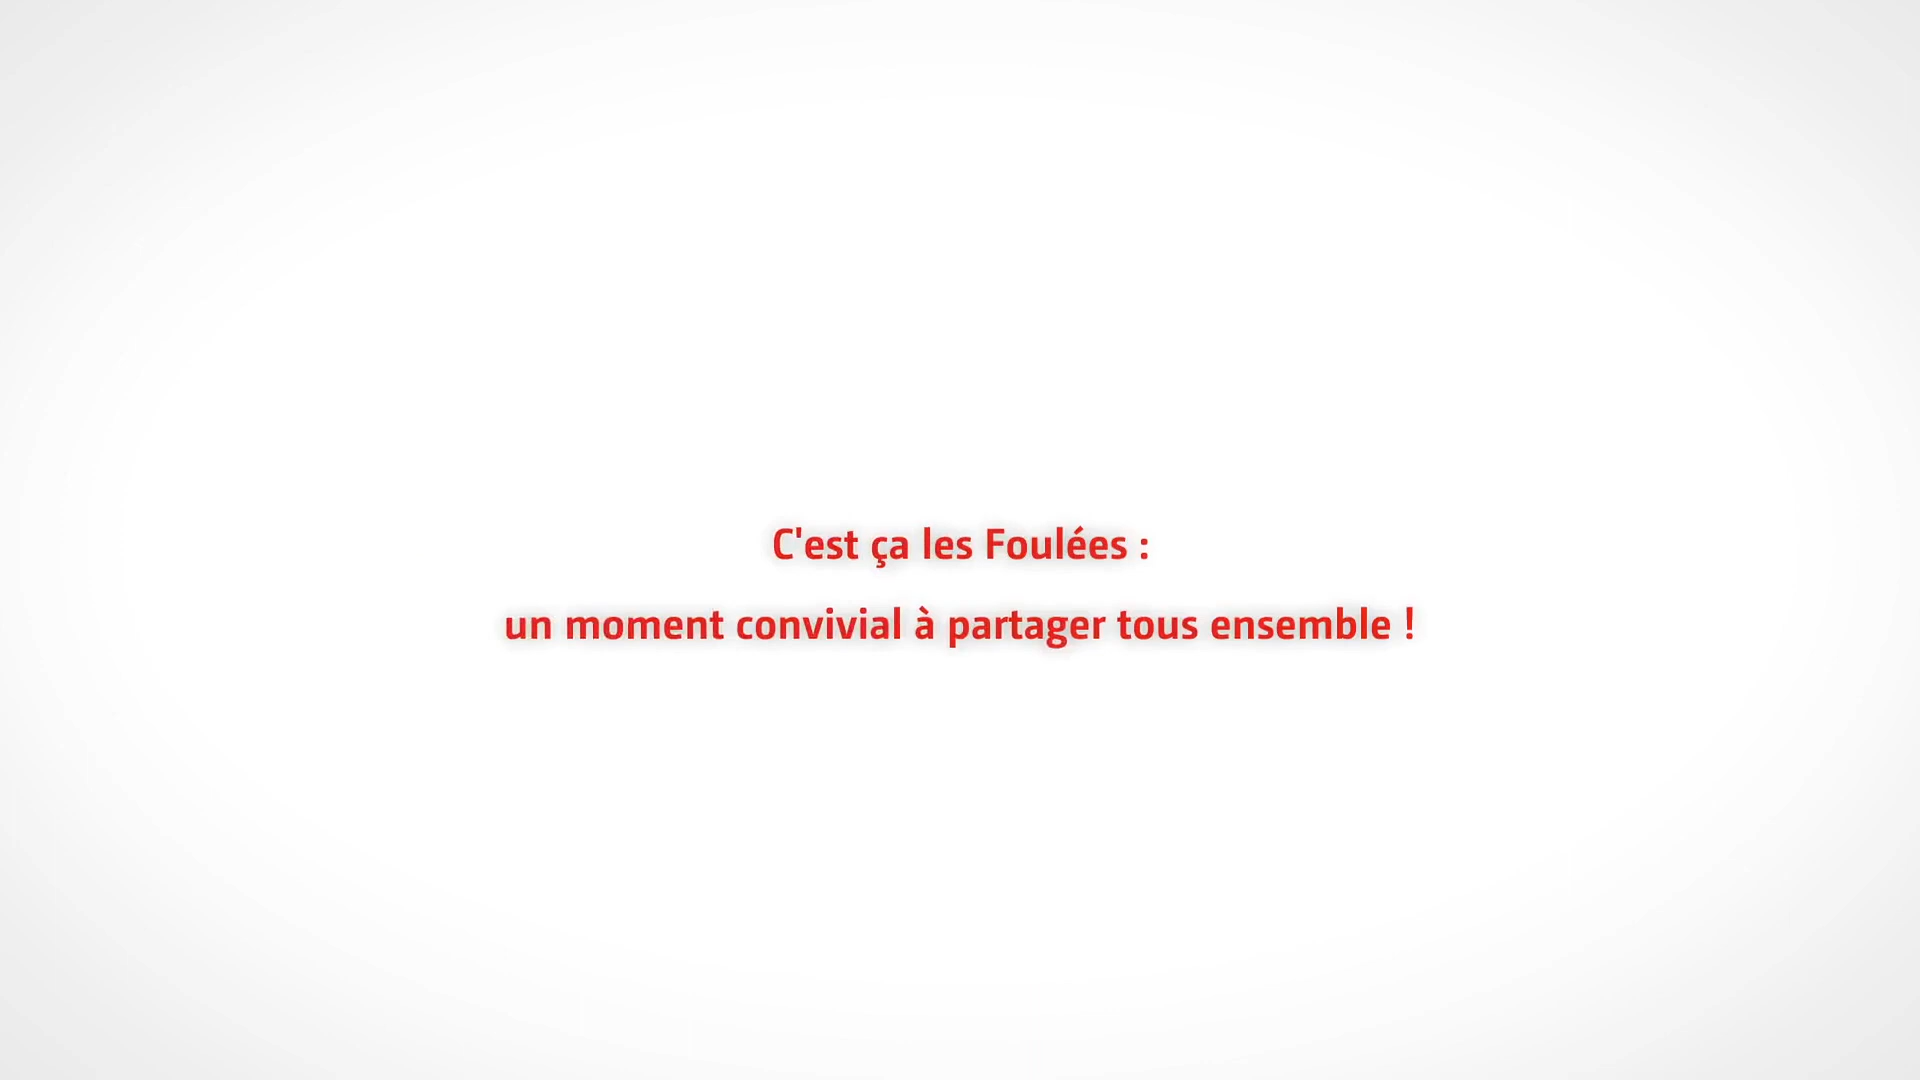 C'est ça les Foulées :
un moment convivial à partager tous ensemble !